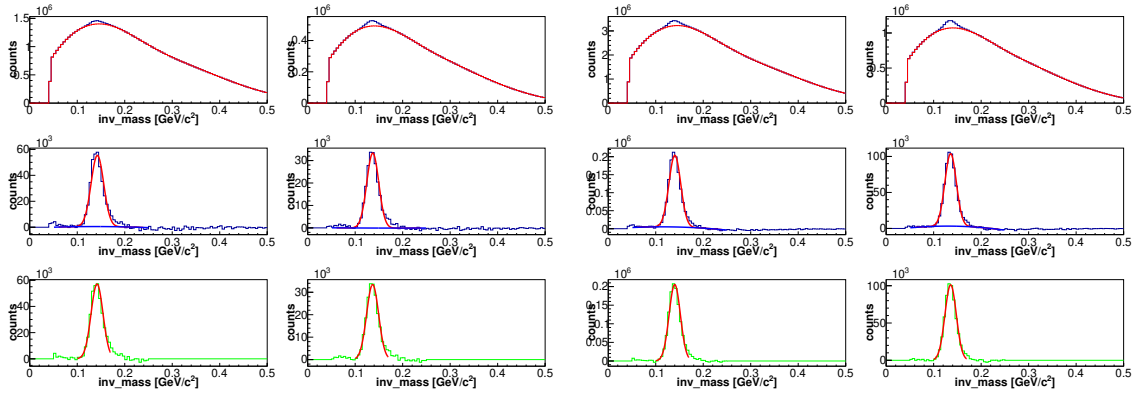 ×10^6 ×10^6 ×10^6 ×10^6
counts 1.5 1 0.5 0
0 0.1 0.2 0.3 0.4 0.5
inv_mass [GeV/c²]
counts 0.4 0.2 0
0 0.1 0.2 0.3 0.4 0.5
inv_mass [GeV/c²]
counts 3 2 1 0
0 0.1 0.2 0.3 0.4 0.5
inv_mass [GeV/c²]
counts 1 0.5 0
0 0.1 0.2 0.3 0.4 0.5
inv_mass [GeV/c²]
10^3 10^3 10^6 10^3
counts 60 40 20 0
0 0.1 0.2 0.3 0.4 0.5
inv_mass [GeV/c²]
counts 30 20 10 0
0 0.1 0.2 0.3 0.4 0.5
inv_mass [GeV/c²]
counts 0.2 0.15 0.1 0.05 0
0 0.1 0.2 0.3 0.4 0.5
inv_mass [GeV/c²]
counts 100 50 0
0 0.1 0.2 0.3 0.4 0.5
inv_mass [GeV/c²]
10^3 10^3 10^6 10^3
counts 60 40 20 0
0 0.1 0.2 0.3 0.4 0.5
inv_mass [GeV/c²]
counts 30 20 10 0
0 0.1 0.2 0.3 0.4 0.5
inv_mass [GeV/c²]
counts 0.2 0.15 0.1 0.05 0
0 0.1 0.2 0.3 0.4 0.5
inv_mass [GeV/c²]
counts 100 50 0
0 0.1 0.2 0.3 0.4 0.5
inv_mass [GeV/c²]